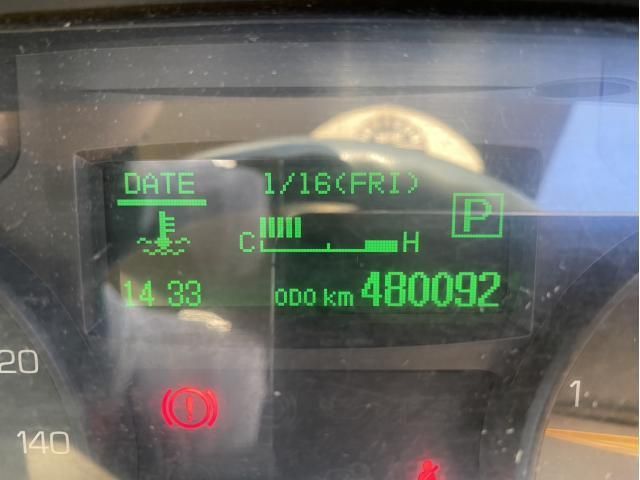 DATE 1/16(FRI)
P
C H
14 33 ODO km 480092
20
140
1